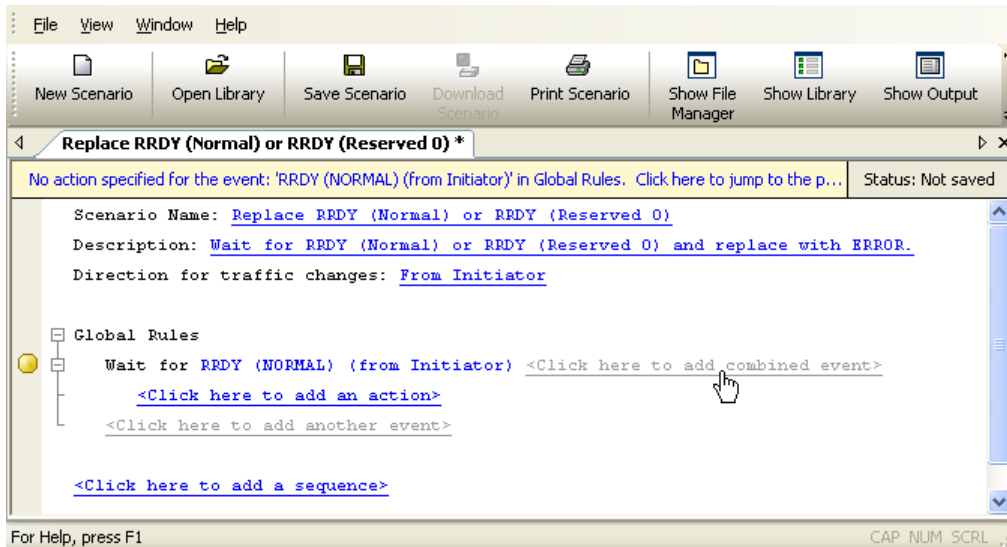 File View Window Help
New Scenario Open Library Save Scenario Download Scenario Print Scenario Show File Manager Show Library Show Output
Replace RRDY (Normal) or RRDY (Reserved 0) *
No action specified for the event: 'RRDY (NORMAL) (from Initiator)' in Global Rules. Click here to jump to the p... Status: Not saved
Scenario Name: Replace RRDY (Normal) or RRDY (Reserved 0)
Description: Wait for RRDY (Normal) or RRDY (Reserved 0) and replace with ERROR.
Direction for traffic changes: From Initiator
Global Rules
Wait for RRDY (NORMAL) (from Initiator) <Click here to add combined event>
<Click here to add an action>
<Click here to add another event>
<Click here to add a sequence>
For Help, press F1 CAP NUM SCRL